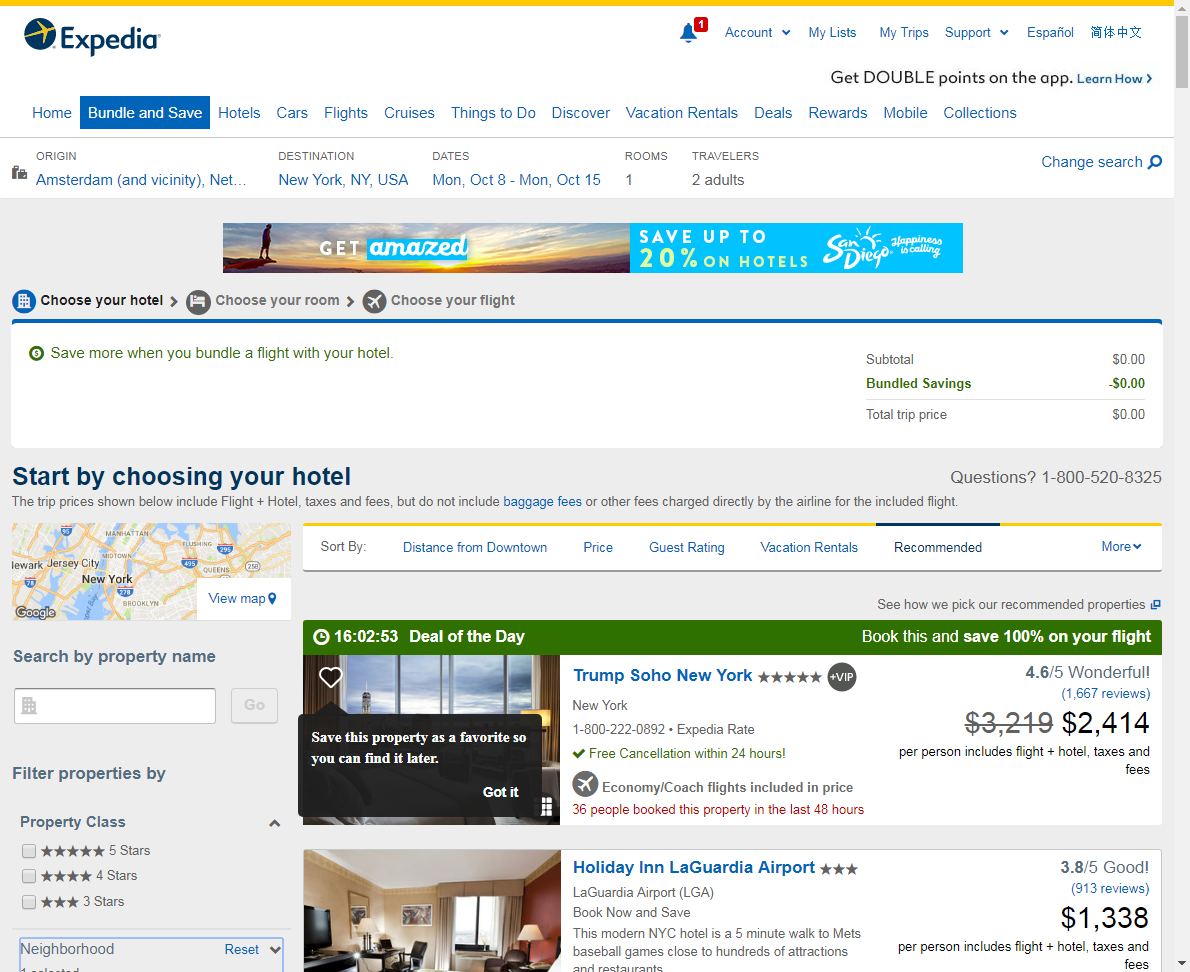 Expedia
1
Account
My Lists
My Trips
Support
Español
简体中文
Get DOUBLE points on the app. Learn How
Home
Bundle and Save
Hotels
Cars
Flights
Cruises
Things to Do
Discover
Vacation Rentals
Deals
Rewards
Mobile
Collections
ORIGIN
Amsterdam (and vicinity), Net...
DESTINATION
New York, NY, USA
DATES
Mon, Oct 8 - Mon, Oct 15
ROOMS
1
TRAVELERS
2 adults
Change search
GET amazed
SAVE UP TO
20% ON HOTELS
San Diego
Happiness is calling
Choose your hotel
Choose your room
Choose your flight
Save more when you bundle a flight with your hotel.
Subtotal $0.00
Bundled Savings -$0.00
Total trip price $0.00
Start by choosing your hotel
Questions? 1-800-520-8325
The trip prices shown below include Flight + Hotel, taxes and fees, but do not include baggage fees or other fees charged directly by the airline for the included flight.
MANHATTAN
FLUSHING
95
295
lewark
Jersey City
MIDTOWN
495
QUEENS
258
78
New York
278
BROOKLYN
Google
View map
Search by property name
Go
Filter properties by
Property Class
5 Stars
4 Stars
3 Stars
Neighborhood
Reset
1 selected
Sort By:
Distance from Downtown
Price
Guest Rating
Vacation Rentals
Recommended
More
See how we pick our recommended properties
16:02:53 Deal of the Day
Book this and save 100% on your flight
Save this property as a favorite so
you can find it later.
Got it
Trump Soho New York
+VIP
New York
1-800-222-0892 • Expedia Rate
Free Cancellation within 24 hours!
Economy/Coach flights included in price
36 people booked this property in the last 48 hours
4.6/5 Wonderful!
(1,667 reviews)
$3,219 $2,414
per person includes flight + hotel, taxes and
fees
Holiday Inn LaGuardia Airport
LaGuardia Airport (LGA)
Book Now and Save
This modern NYC hotel is a 5 minute walk to Mets
baseball games close to hundreds of attractions
and restaurants
3.8/5 Good!
(913 reviews)
$1,338
per person includes flight + hotel, taxes and
fees